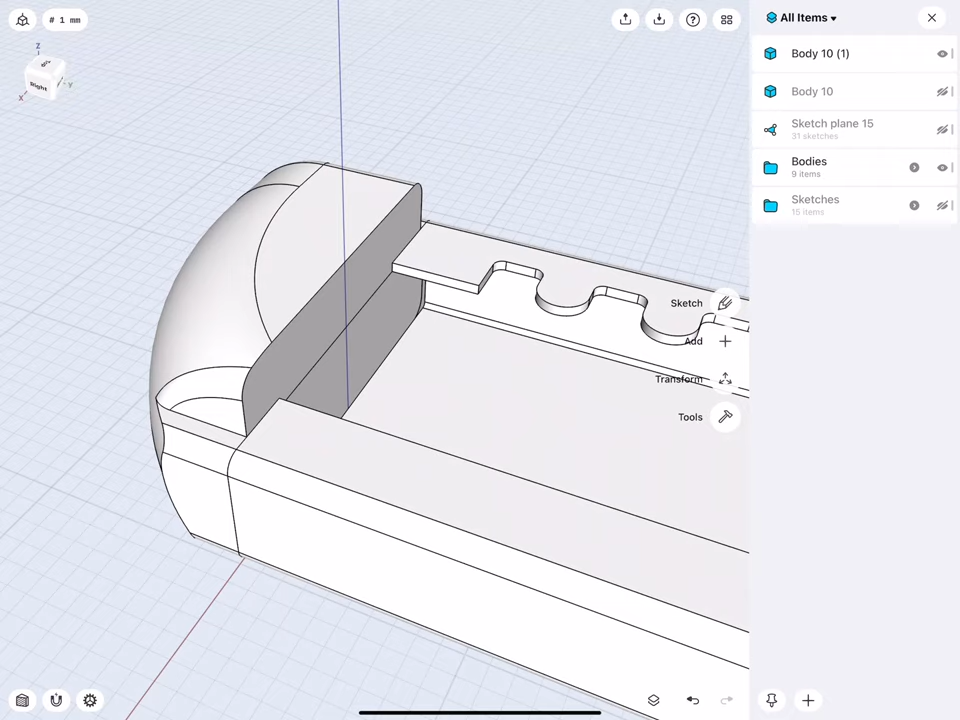 # 1 mm
All Items
Body 10 (1)
Body 10
Sketch plane 15
31 sketches
Bodies
9 items
Sketches
15 items
Z
Right
X
Y
Sketch
Add
Transform
Tools